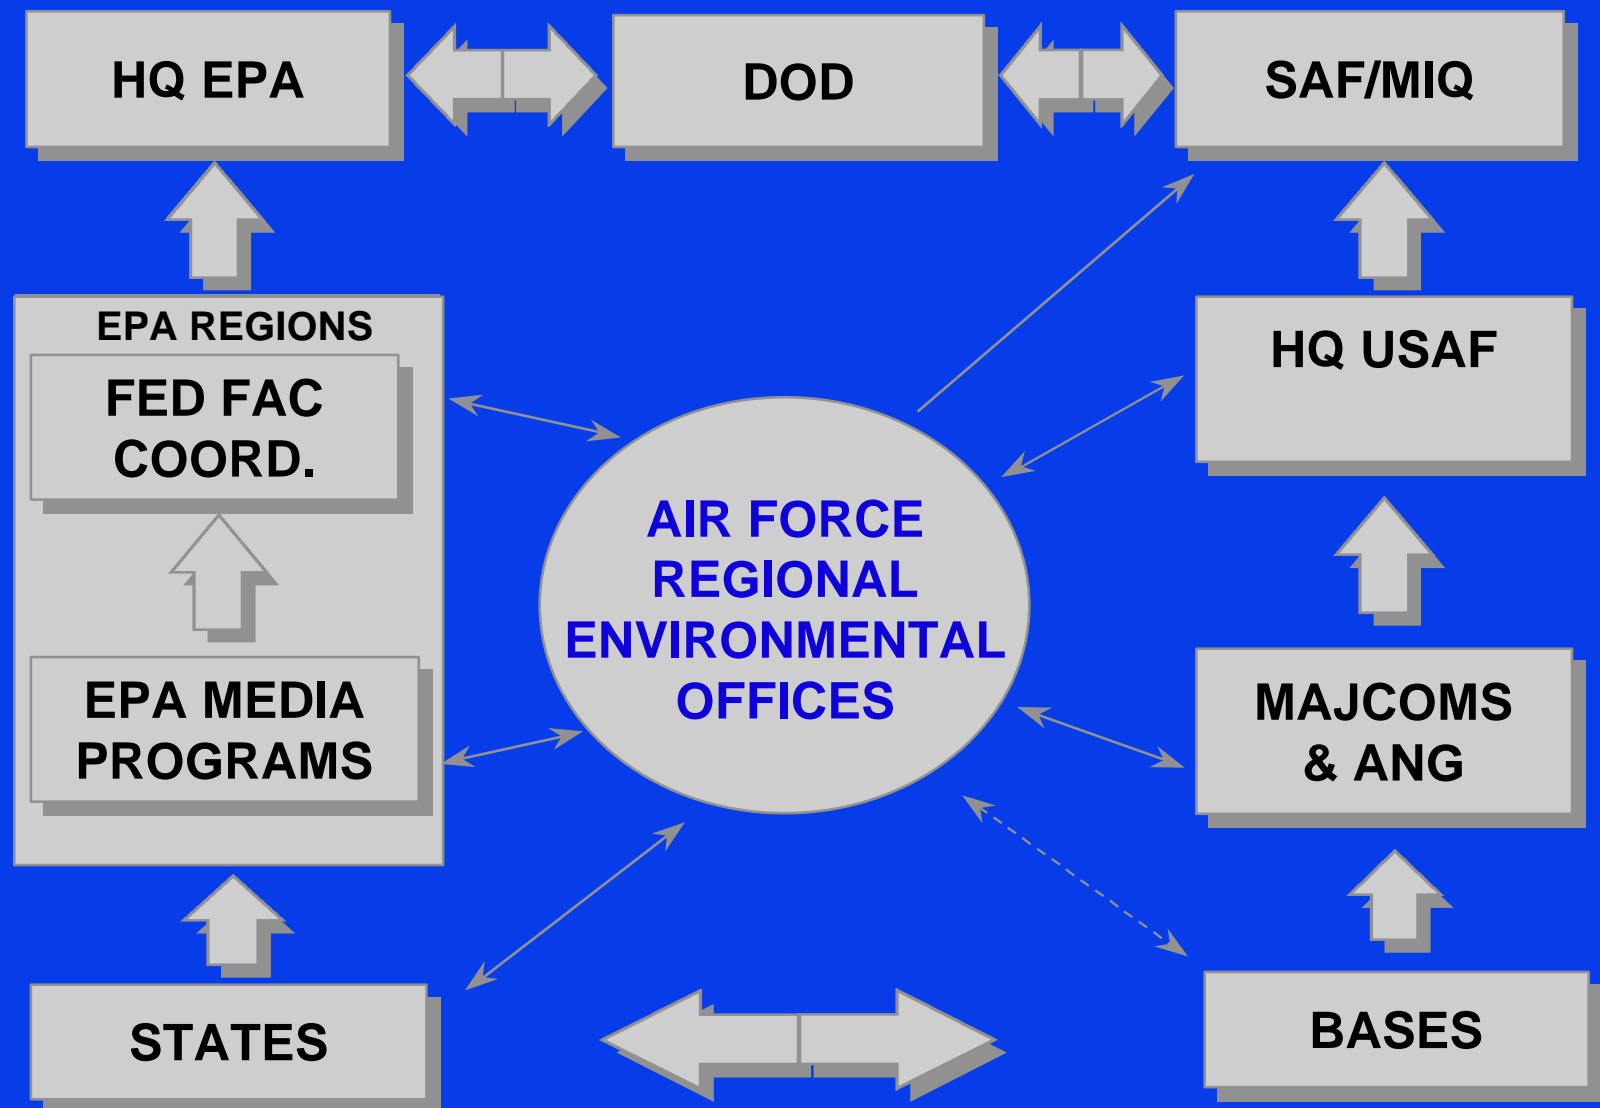 HQ EPA
DOD
SAF/MIQ
EPA REGIONS
FED FAC
COORD.
HQ USAF
AIR FORCE
REGIONAL
ENVIRONMENTAL
OFFICES
EPA MEDIA
PROGRAMS
MAJCOMS
& ANG
STATES
BASES